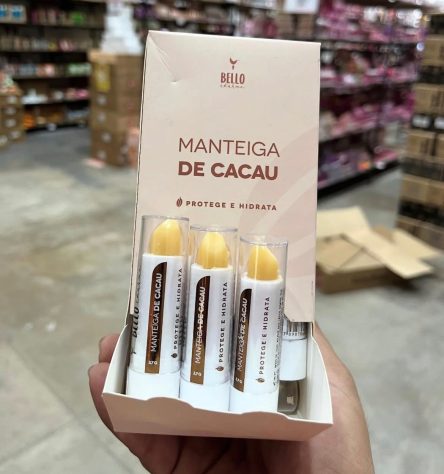 BELLO
charme
MANTEIGA
DE CACAU
PROTEGE E HIDRATA
MANTEIGA DE CACAU
PROTEGE E HIDRATA
MANTEIGA DE CACAU
PROTEGE E HIDRATA
MANTEIGA DE CACAU
PROTEGE E HIDRATA